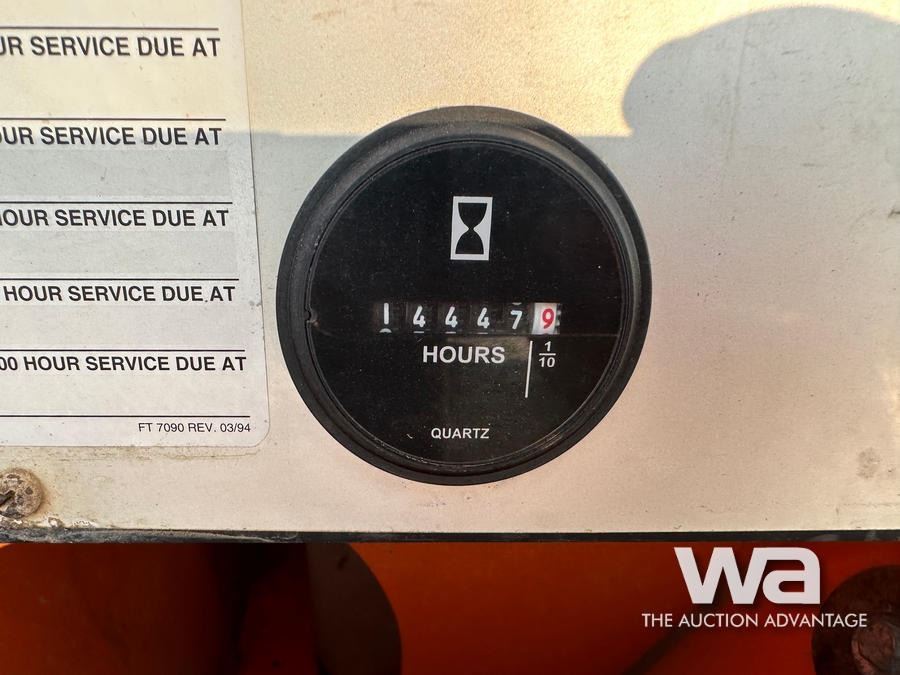 UR SERVICE DUE AT
OUR SERVICE DUE AT
HOUR SERVICE DUE AT
HOUR SERVICE DUE AT
00 HOUR SERVICE DUE AT
FT 7090 REV. 03/94
144479
HOURS 1/10
QUARTZ
wa
THE AUCTION ADVANTAGE